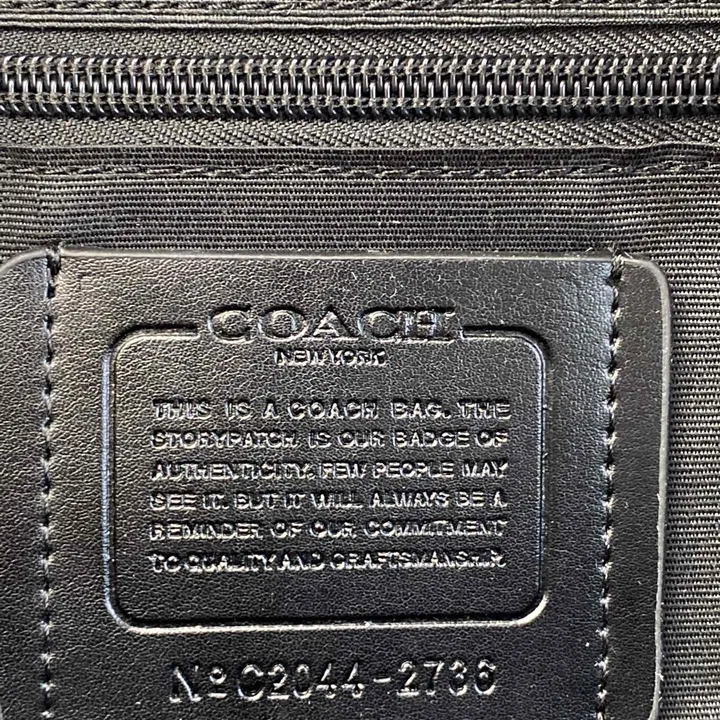 COACH
NEW YORK
THIS IS A COACH BAG. THE
STORYPATCH IS OUR BADGE OF
AUTHENTICITY. FEW PEOPLE MAY
SEE IT. BUT IT WILL ALWAYS BE A
REMINDER OF OUR COMMITMENT
TO QUALITY AND CRAFTSMANSHIP.
Nº C2044-2736